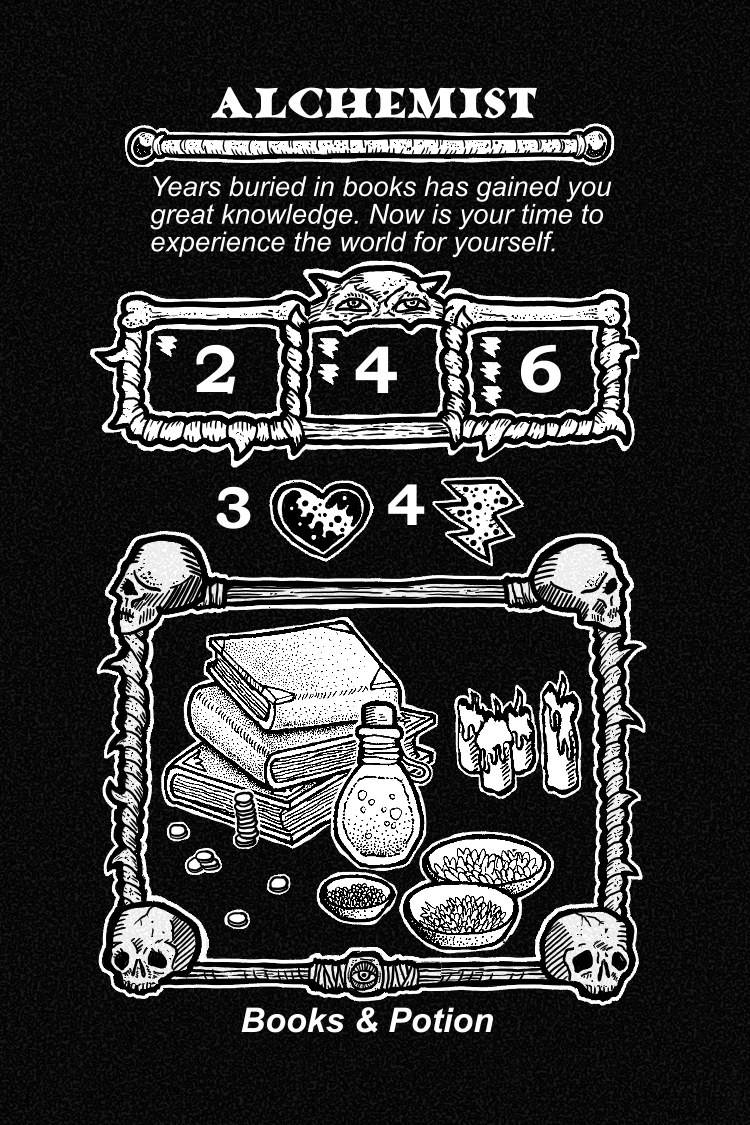 ALCHEMIST
Years buried in books has gained you
great knowledge. Now is your time to
experience the world for yourself.
2 4 6
3 4
Books & Potion